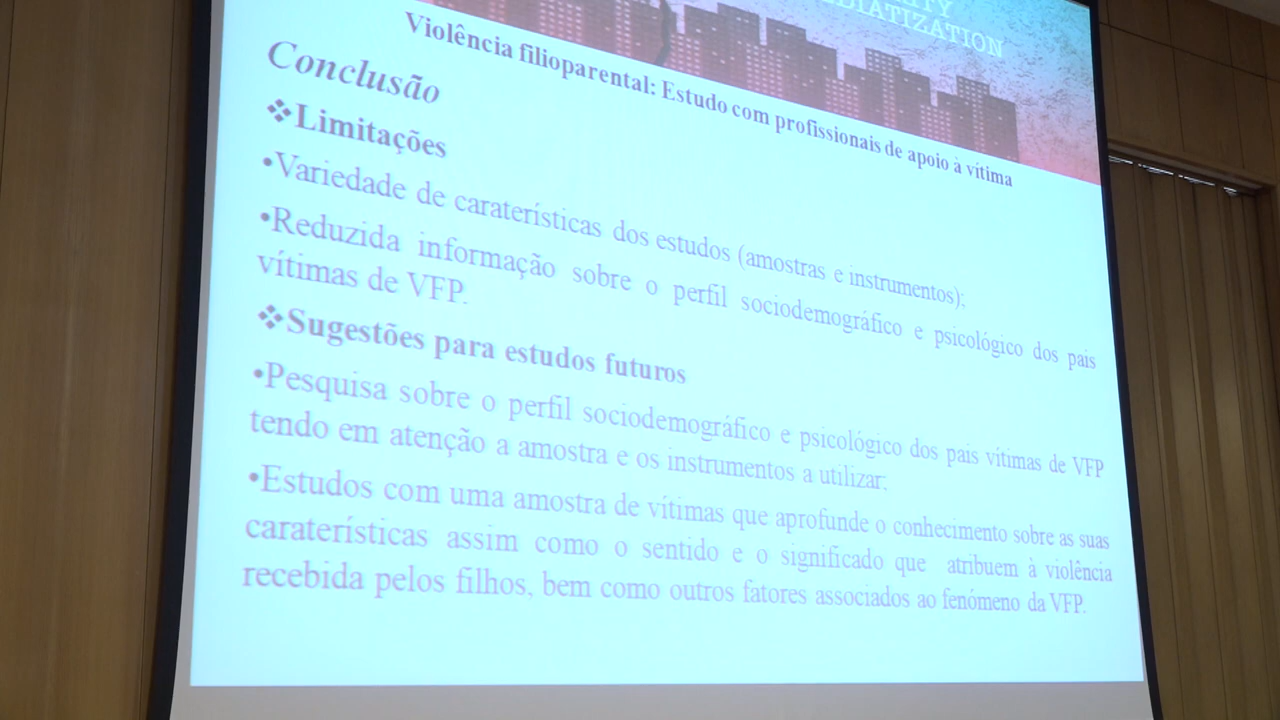 DIATIZATION
Violência filioparental: Estudo com profissionais de apoio à vítima
Conclusão
❖Limitações
•Variedade de caraterísticas dos estudos (amostras e instrumentos);
•Reduzida informação sobre o perfil sociodemográfico e psicológico dos pais
vítimas de VFP.
❖Sugestões para estudos futuros
•Pesquisa sobre o perfil sociodemográfico e psicológico dos pais vítimas de VFP
tendo em atenção a amostra e os instrumentos a utilizar;
•Estudos com uma amostra de vítimas que aprofunde o conhecimento sobre as suas
caraterísticas assim como o sentido e o significado que atribuem à violência
recebida pelos filhos, bem como outros fatores associados ao fenómeno da VFP.